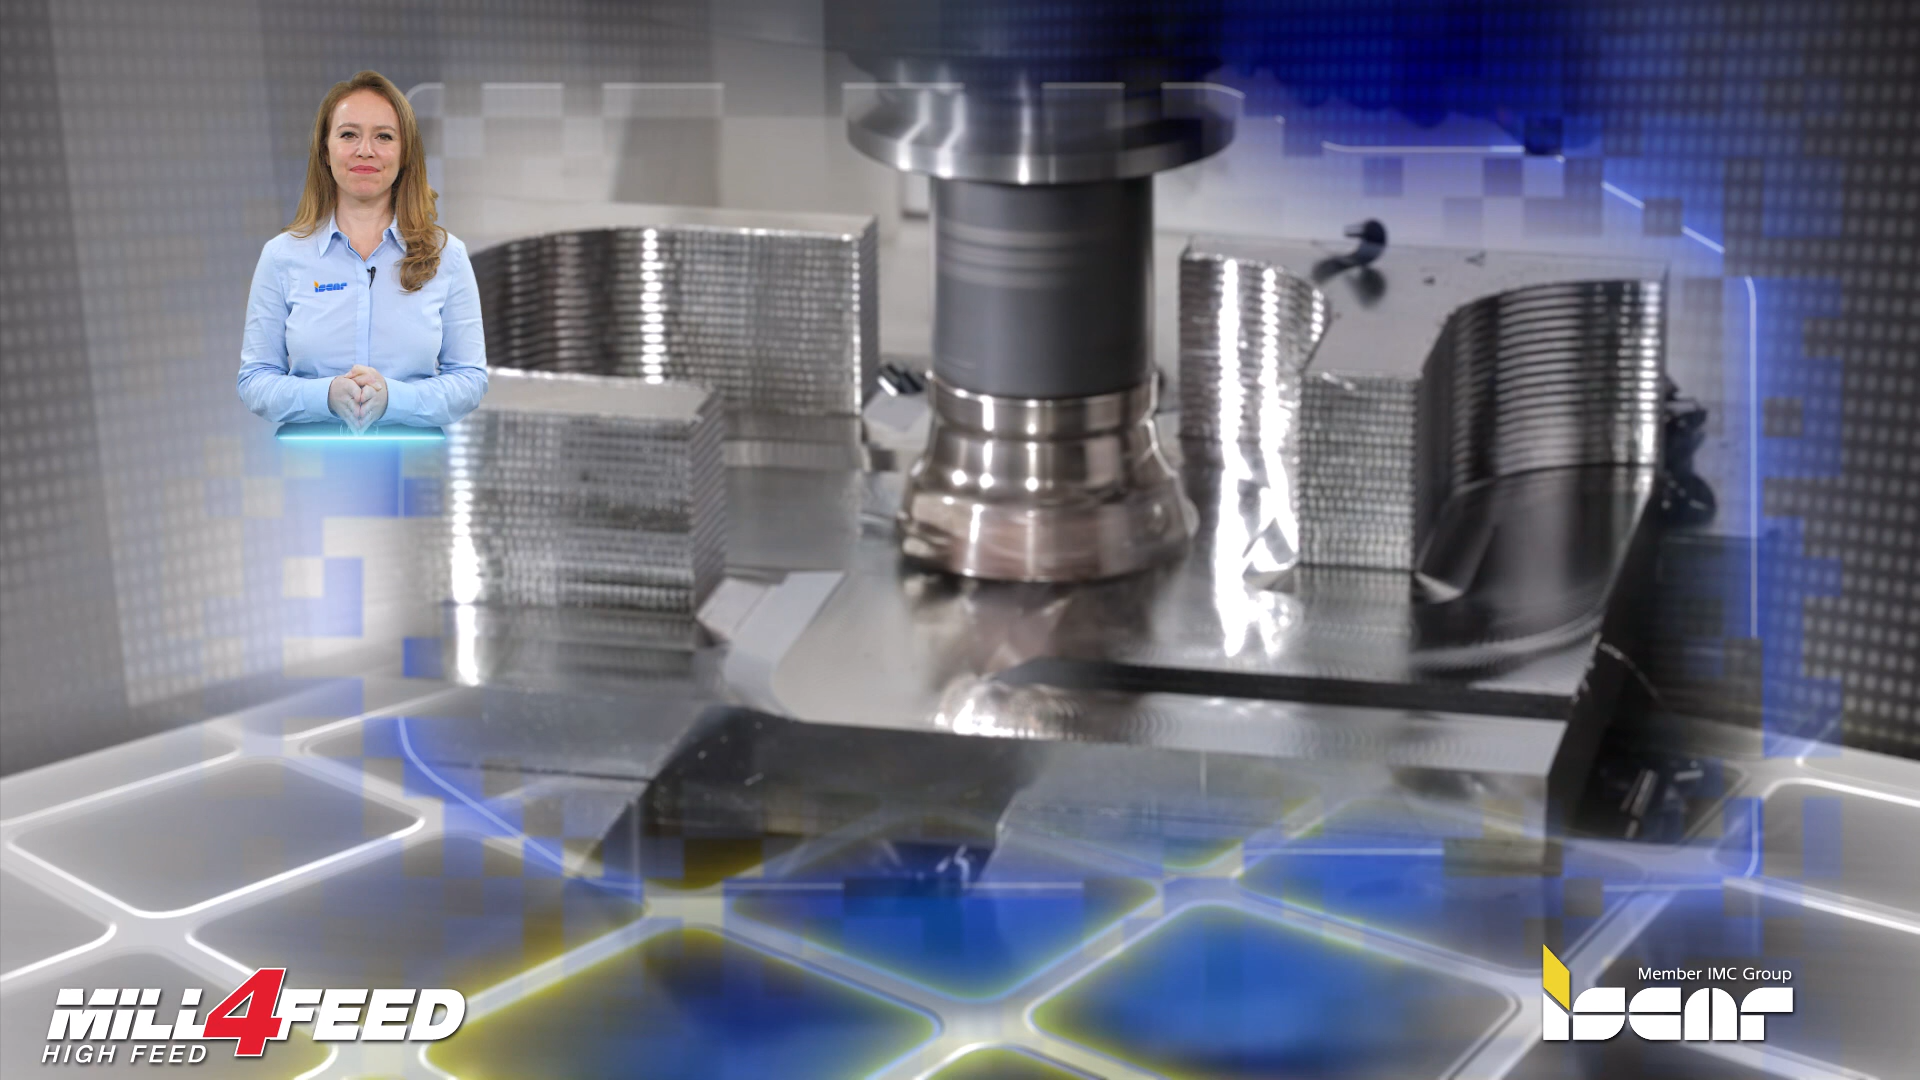 iscar
MILL4FEED
HIGH FEED
Member IMC Group
iscar